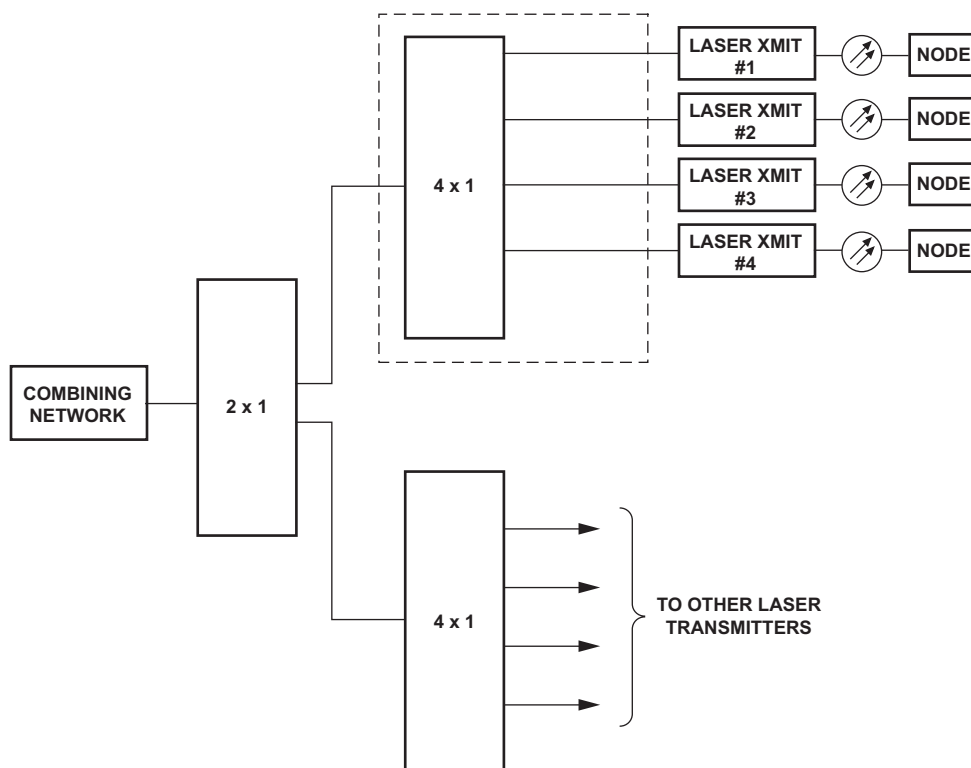 LASER XMIT
#1
NODE
LASER XMIT
#2
NODE
LASER XMIT
#3
NODE
LASER XMIT
#4
NODE
4 x 1
COMBINING
NETWORK
2 x 1
4 x 1
TO OTHER LASER
TRANSMITTERS